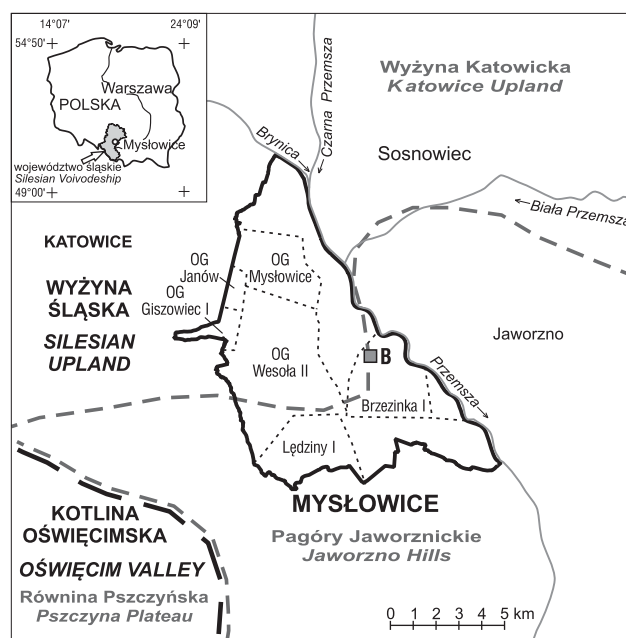 14°07' 24°09'
54°50'
Warszawa
POLSKA
Mysłowice
województwo śląskie
Silesian Voivodeship
49°00'
Czarna Przemsza
Brynica
Wyżyna Katowicka
Katowice Upland
Sosnowiec
Biała Przemsza
KATOWICE
OG
Janów
OG
Mysłowice
OG
Giszowiec I
WYŻYNA
ŚLĄSKA
SILESIAN
UPLAND
Jaworzno
OG
Wesoła II
B
Przemsza
Brzezinka I
Lędziny I
MYSŁOWICE
KOTLINA
OŚWIĘCIMSKA
OŚWIĘCIM VALLEY
Równina Pszczyńska
Pszczyna Plateau
Pagóry Jaworznickie
Jaworzno Hills
0 1 2 3 4 5 km